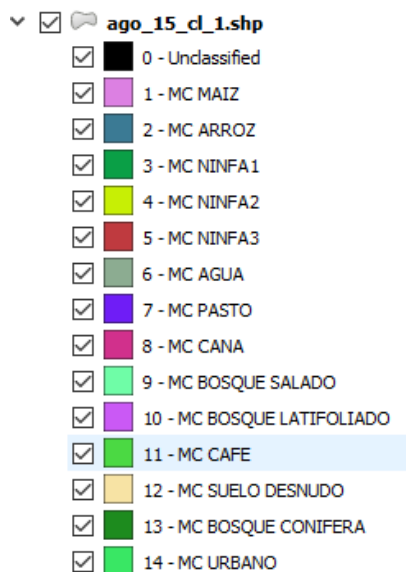 ago_15_cl_1.shp
0 - Unclassified
1 - MC MAIZ
2 - MC ARROZ
3 - MC NINFA1
4 - MC NINFA2
5 - MC NINFA3
6 - MC AGUA
7 - MC PASTO
8 - MC CANA
9 - MC BOSQUE SALADO
10 - MC BOSQUE LATIFOLIADO
11 - MC CAFE
12 - MC SUELO DESNUDO
13 - MC BOSQUE CONIFERA
14 - MC URBANO